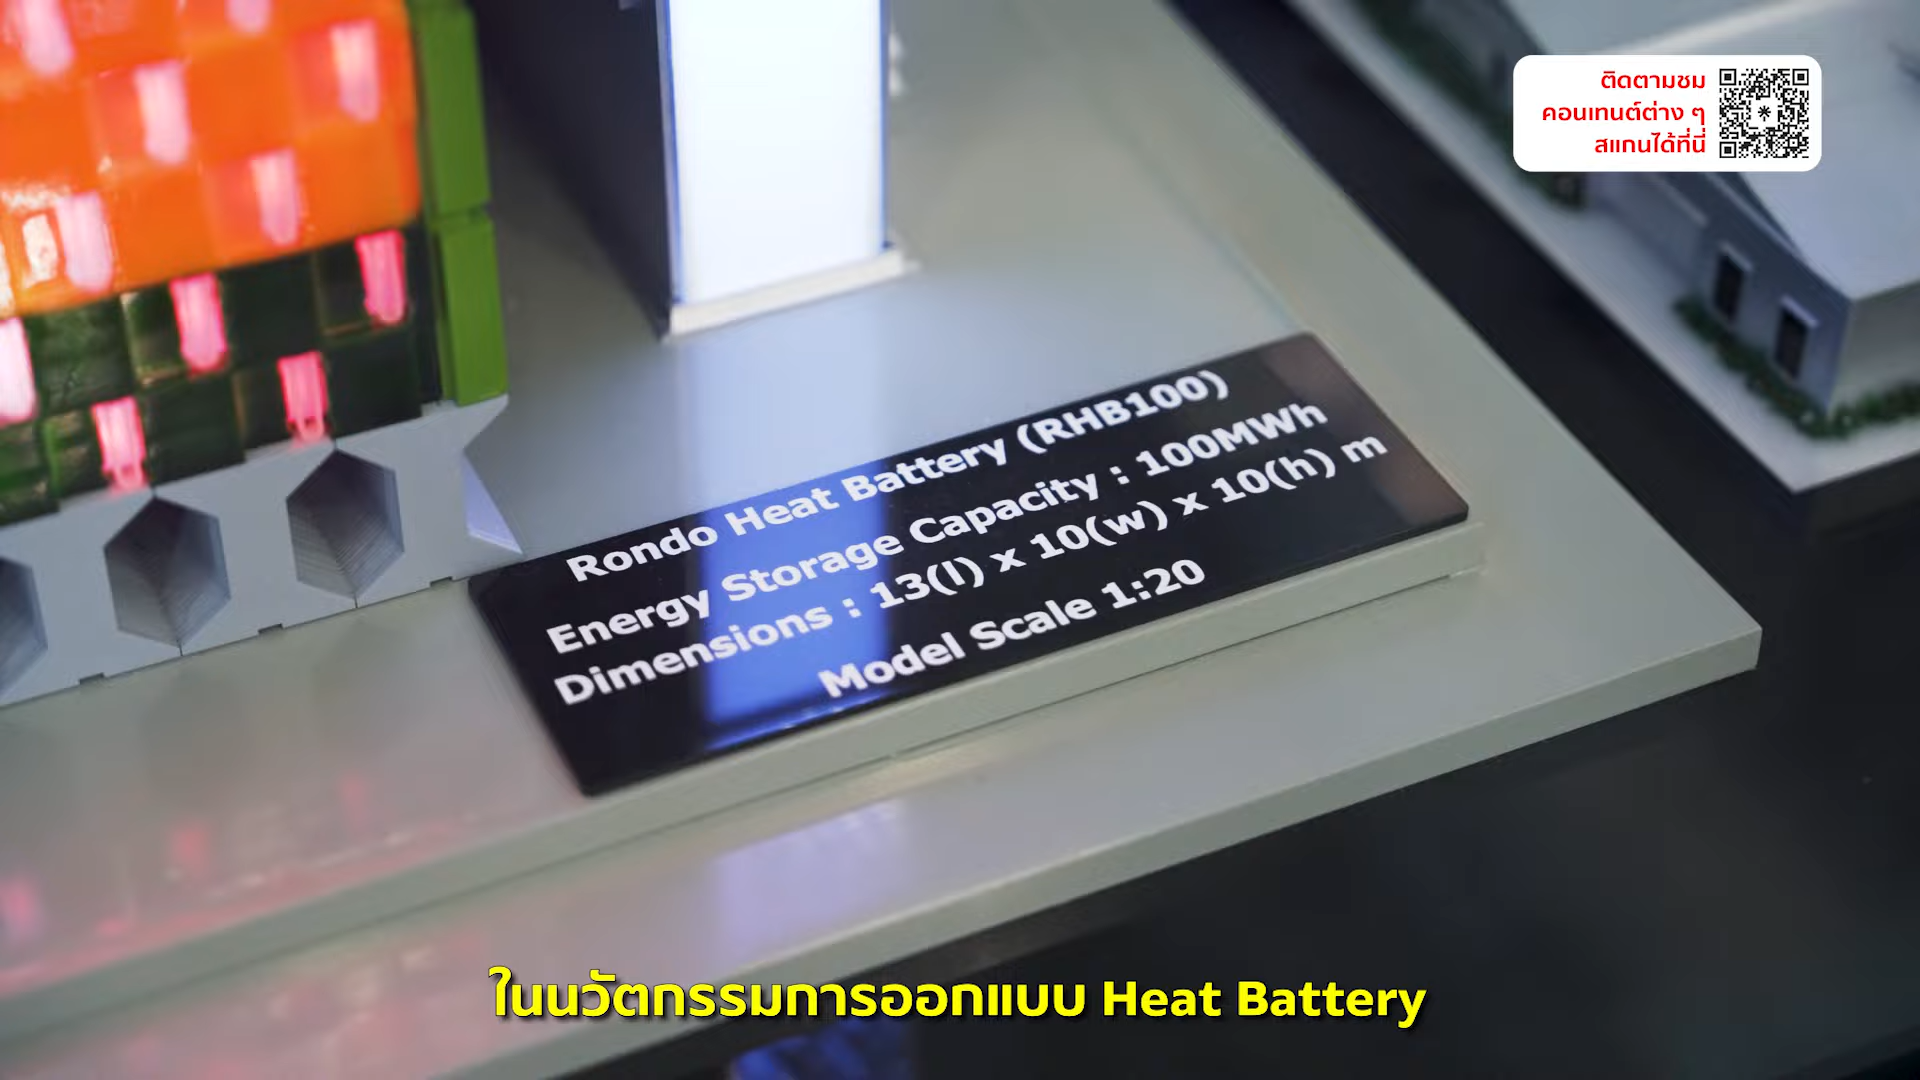 ติดตามชม
คอนเทนต์ต่าง ๆ
สแกนได้ที่นี่
Rondo Heat Battery (RHB100)
Energy Storage Capacity : 100MWh
Dimensions : 13(l) x 10(w) x 10(h) m
Model Scale 1:20
ในนวัตกรรมการออกแบบ Heat Battery